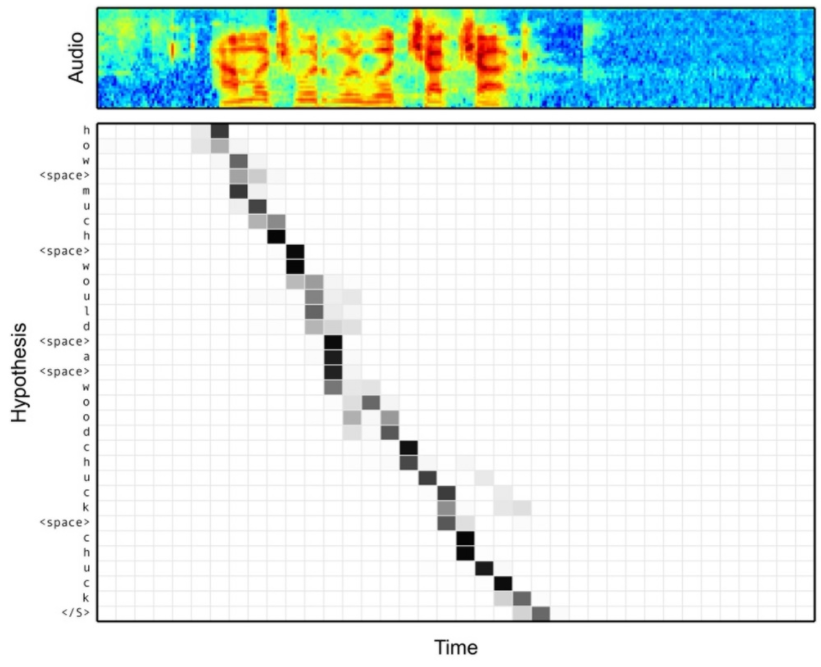 Audio
Hypothesis
h
o
w
<space>
m
u
c
h
<space>
w
o
u
l
d
<space>
a
<space>
w
o
o
d
c
h
u
c
k
<space>
c
h
u
c
k
</S>
Time